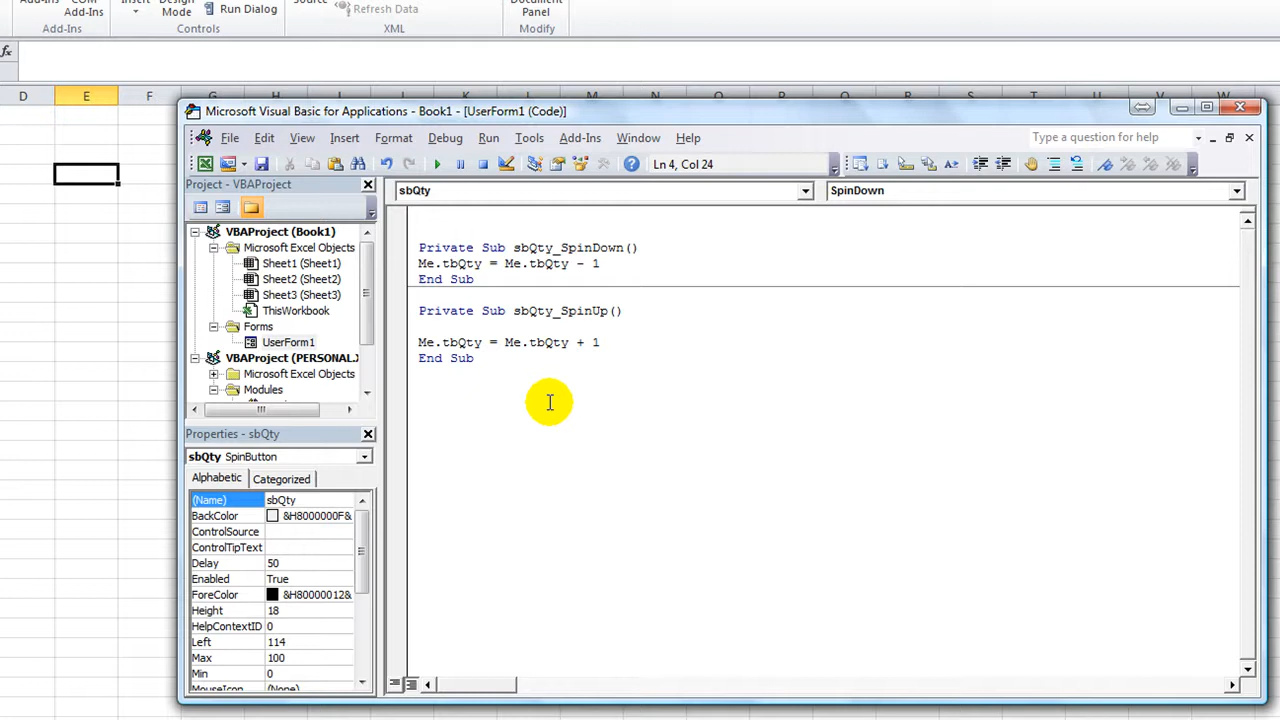 Add-Ins COM Add-Ins Insert Design Mode Run Dialog Source Refresh Data Document Panel
Add-Ins Controls XML Modify
fx
D E F G H I J K L M N O P Q R S T U V W
Microsoft Visual Basic for Applications - Book1 - [UserForm1 (Code)]
File Edit View Insert Format Debug Run Tools Add-Ins Window Help Type a question for help
Ln 4, Col 24
Project - VBAProject
sbQty SpinDown
VBAProject (Book1)
Microsoft Excel Objects
Sheet1 (Sheet1)
Sheet2 (Sheet2)
Sheet3 (Sheet3)
ThisWorkbook
Forms
UserForm1
VBAProject (PERSONAL.X
Microsoft Excel Objects
Modules
Private Sub sbQty_SpinDown()
Me.tbQty = Me.tbQty - 1
End Sub
Private Sub sbQty_SpinUp()
Me.tbQty = Me.tbQty + 1
End Sub
Properties - sbQty
sbQty SpinButton
Alphabetic Categorized
(Name) sbQty
BackColor &H8000000F&
ControlSource
ControlTipText
Delay 50
Enabled True
ForeColor &H80000012&
Height 18
HelpContextID 0
Left 114
Max 100
Min 0
MouseIcon (None)